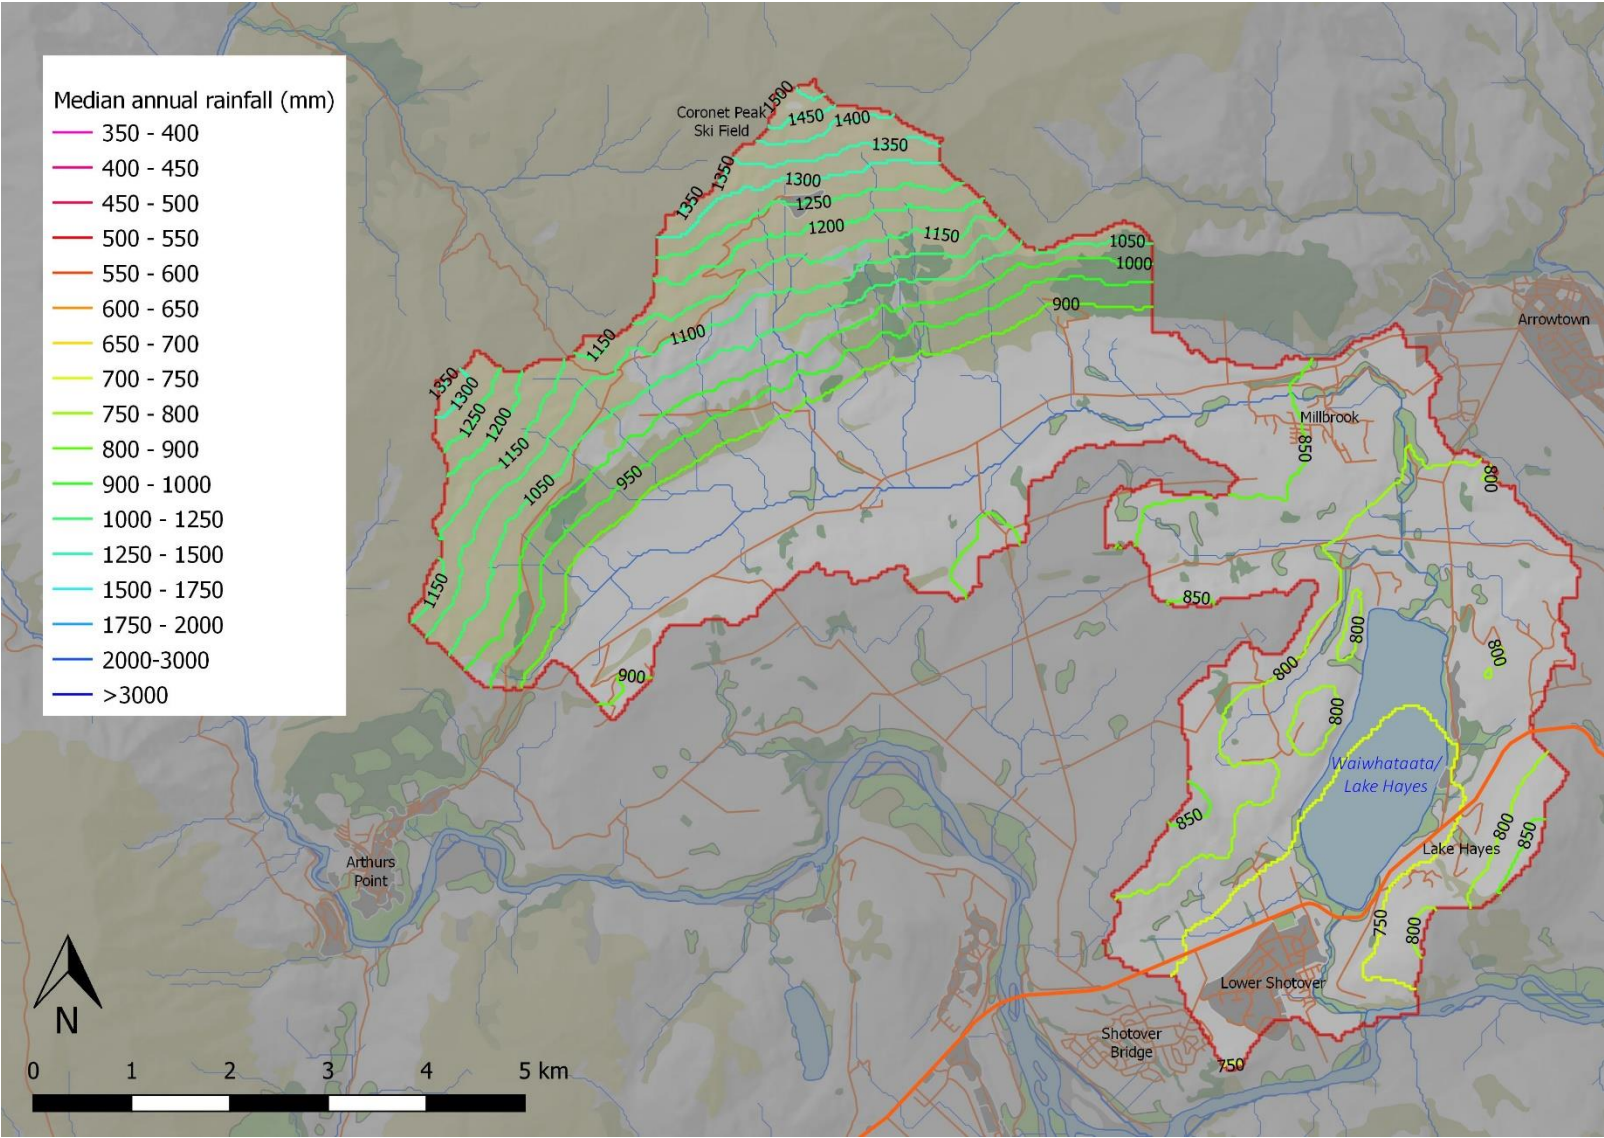 Median annual rainfall (mm)
350 - 400
400 - 450
450 - 500
500 - 550
550 - 600
600 - 650
650 - 700
700 - 750
750 - 800
800 - 900
900 - 1000
1000 - 1250
1250 - 1500
1500 - 1750
1750 - 2000
2000-3000
>3000
Coronet Peak
Ski Field
1500
1450
1400
1350
1350
1300
1350
1250
1200
1150
1050
1000
900
1150
1100
1350
1300
1250
1200
1150
1050
950
1150
900
Arrowtown
Millbrook
850
800
850
800
800
800
800
Waiwhataata/
Lake Hayes
850
800
850
Lake Hayes
750
800
Lower Shotover
Shotover
Bridge
750
Arthurs
Point
N
0 1 2 3 4 5 km